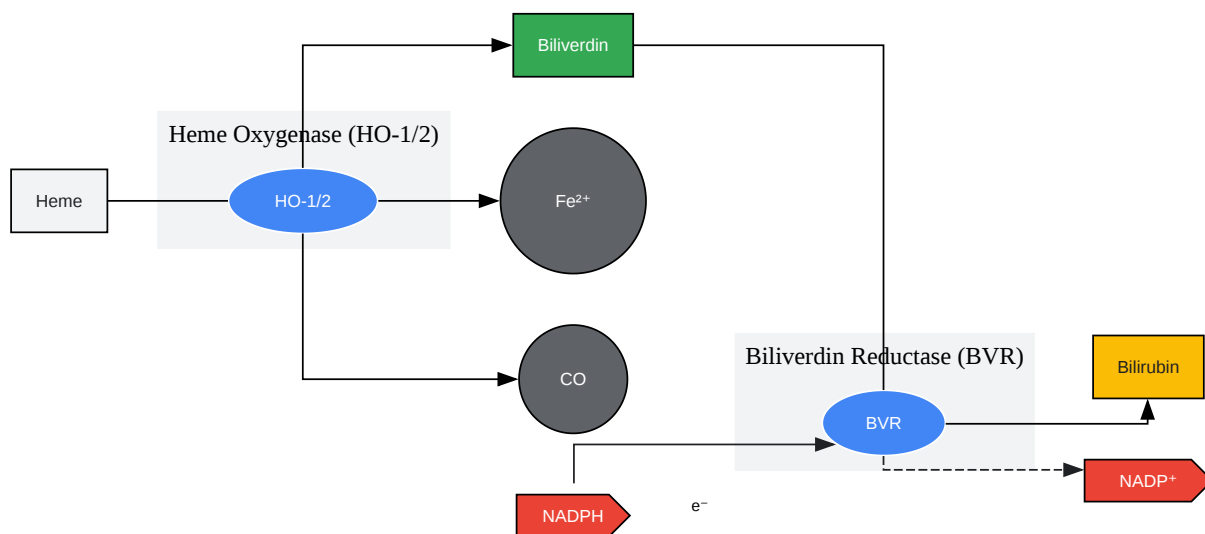 Biliverdin
Heme Oxygenase (HO-1/2)
Heme
HO-1/2
Fe²⁺
Biliverdin Reductase (BVR)
CO
Bilirubin
BVR
NADP⁺
NADPH
e⁻